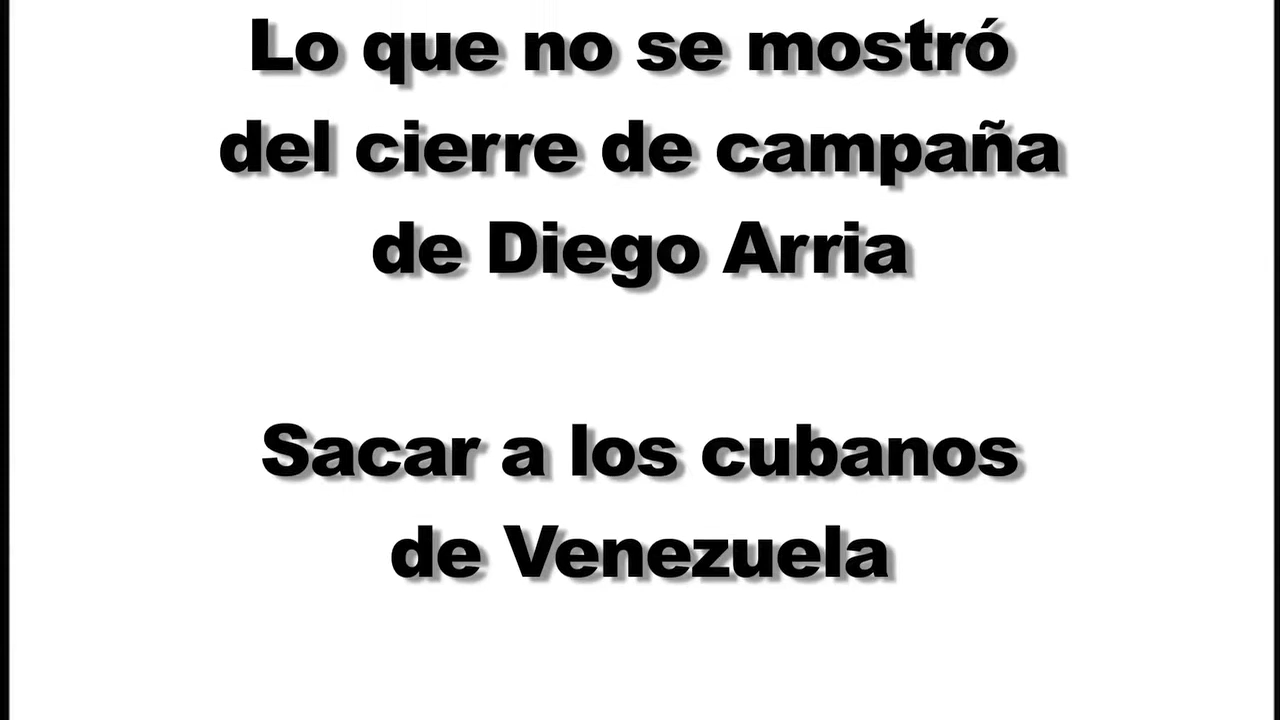 Lo que no se mostró
del cierre de campaña
de Diego Arria
Sacar a los cubanos
de Venezuela